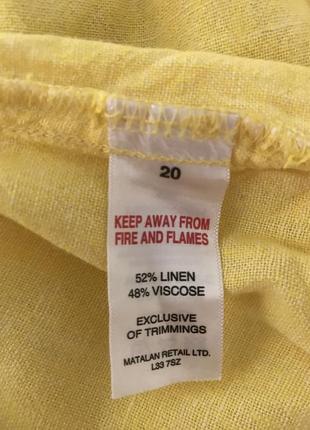 20
KEEP AWAY FROM
FIRE AND FLAMES
52% LINEN
48% VISCOSE
EXCLUSIVE
OF TRIMMINGS
MATALAN RETAIL LTD.
L33 7SZ